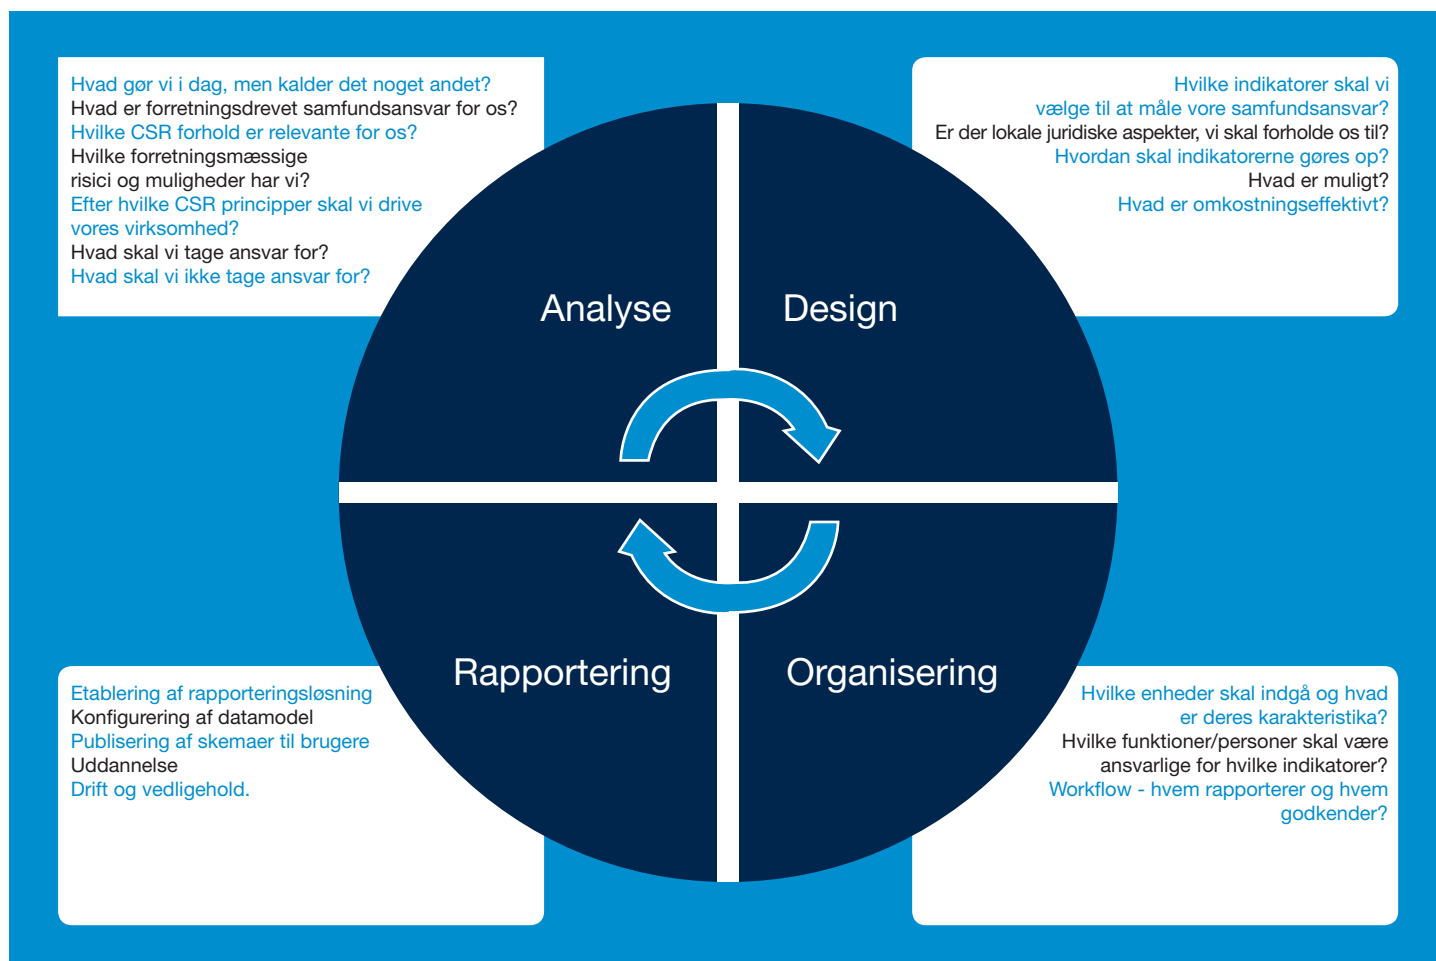 Hvad gør vi i dag, men kalder det noget andet?
Hvad er forretningsdrevet samfundsansvar for os?
Hvilke CSR forhold er relevante for os?
Hvilke forretningsmæssige
risici og muligheder har vi?
Efter hvilke CSR principper skal vi drive
vores virksomhed?
Hvad skal vi tage ansvar for?
Hvad skal vi ikke tage ansvar for?
Hvilke indikatorer skal vi
vælge til at måle vore samfundsansvar?
Er der lokale juridiske aspekter, vi skal forholde os til?
Hvordan skal indikatorerne gøres op?
Hvad er muligt?
Hvad er omkostningseffektivt?
Analyse
Design
Rapportering
Organisering
Etablering af rapporteringsløsning
Konfigurering af datamodel
Publisering af skemaer til brugere
Uddannelse
Drift og vedligehold.
Hvilke enheder skal indgå og hvad
er deres karakteristika?
Hvilke funktioner/personer skal være
ansvarlige for hvilke indikatorer?
Workflow - hvem rapporterer og hvem
godkender?